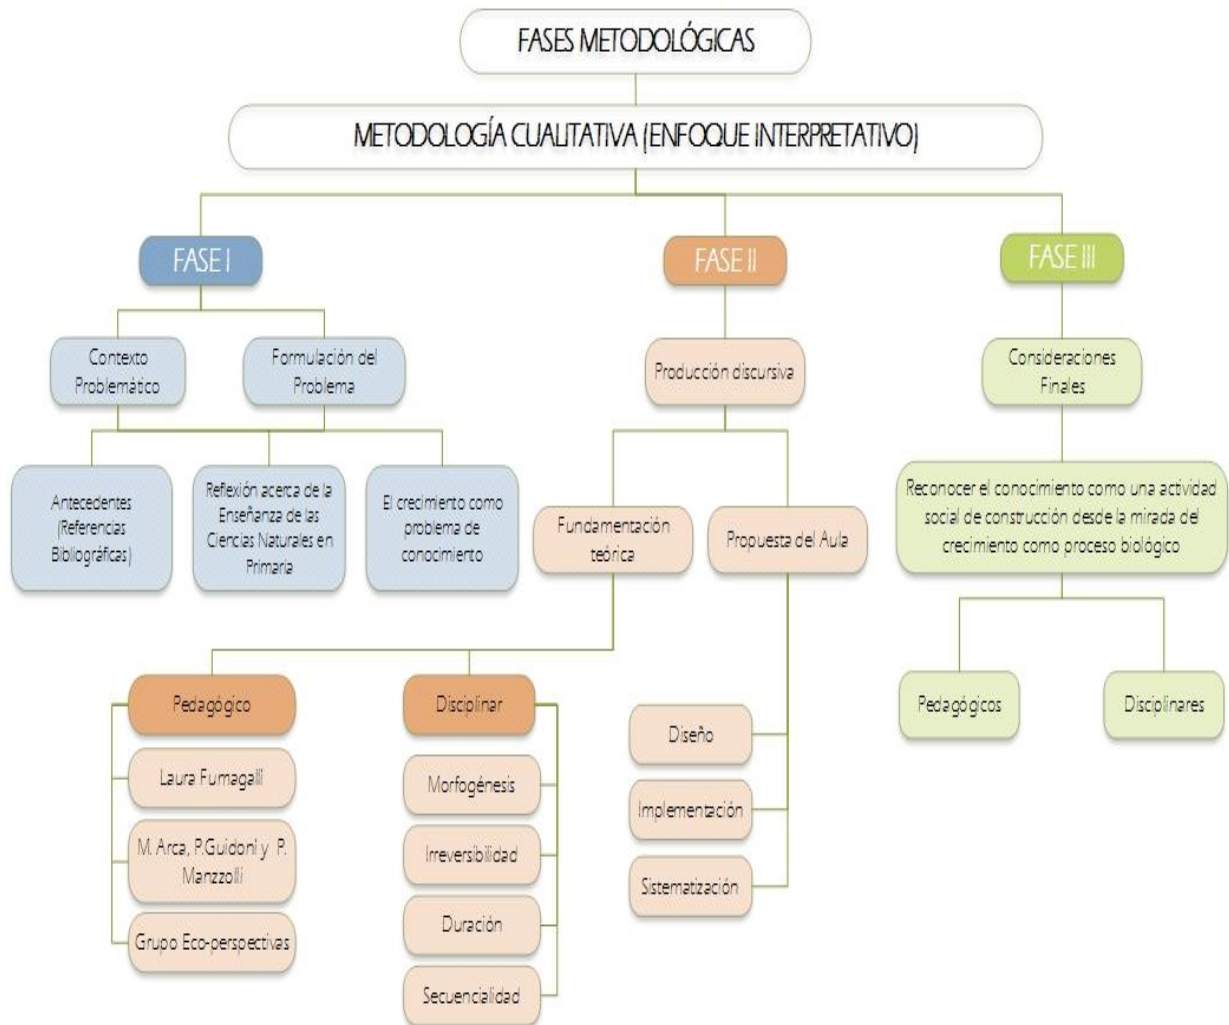 FASES METODOLÓGICAS
METODOLOGÍA CUALITATIVA (ENFOQUE INTERPRETATIVO)
FASE I
FASE II
FASE III
Contexto
Problemático
Formulación del
Problema
Producción discursiva
Consideraciones
Finales
Antecedentes
(Referencias
Bibliográficas)
Reflexión acerca de la
Enseñanza de las
Ciencias Naturales en
Primaria
El crecimiento como
problema de
conocimiento
Fundamentación
teórica
Propuesta del Aula
Reconocer el conocimiento como una actividad
social de construcción desde la mirada del
crecimiento como proceso biológico
Pedagógico
Disciplinar
Pedagógicos
Disciplinares
Laura Fumagalli
M. Arca, P.Guidoni y P.
Manzzolli
Grupo Eco-perspectivas
Morfogénesis
Irreversibilidad
Duración
Secuencialidad
Diseño
Implementación
Sistematización